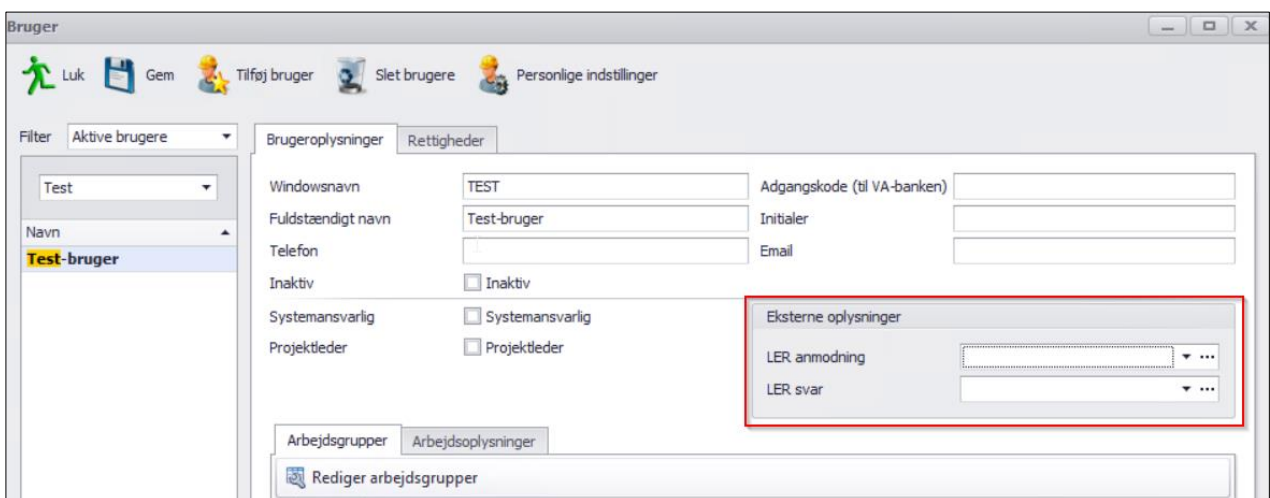 Bruger
Luk Gem Tilføj bruger Slet brugere Personlige indstillinger
Filter Aktive brugere
Brugeroplysninger Rettigheder
Test
Navn
Test-bruger
Windowsnavn TEST Adgangskode (til VA-banken)
Fuldstændigt navn Test-bruger Initialer
Telefon Email
Inaktiv Inaktiv
Systemansvarlig Systemansvarlig
Projektleder Projektleder
Eksterne oplysninger
LER anmodning
LER svar
Arbejdsgrupper Arbejdsoplysninger
Rediger arbejdsgrupper